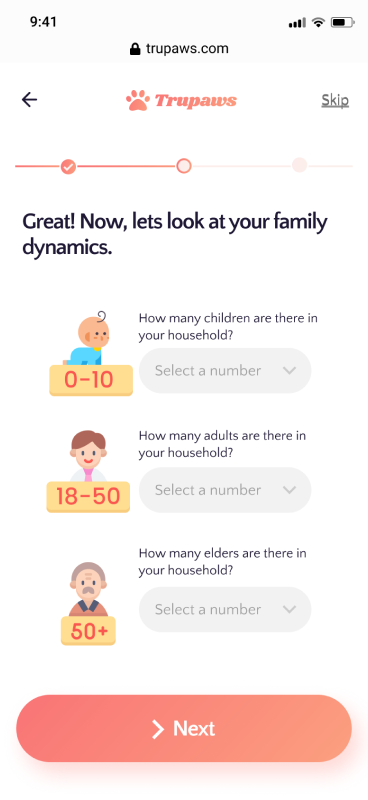 9:41
trupaws.com
Trupaws
Skip
Great! Now, lets look at your family
dynamics.
How many children are there in
your household?
0-10
Select a number
How many adults are there in
your household?
18-50
Select a number
How many elders are there in
your household?
50+
Select a number
Next